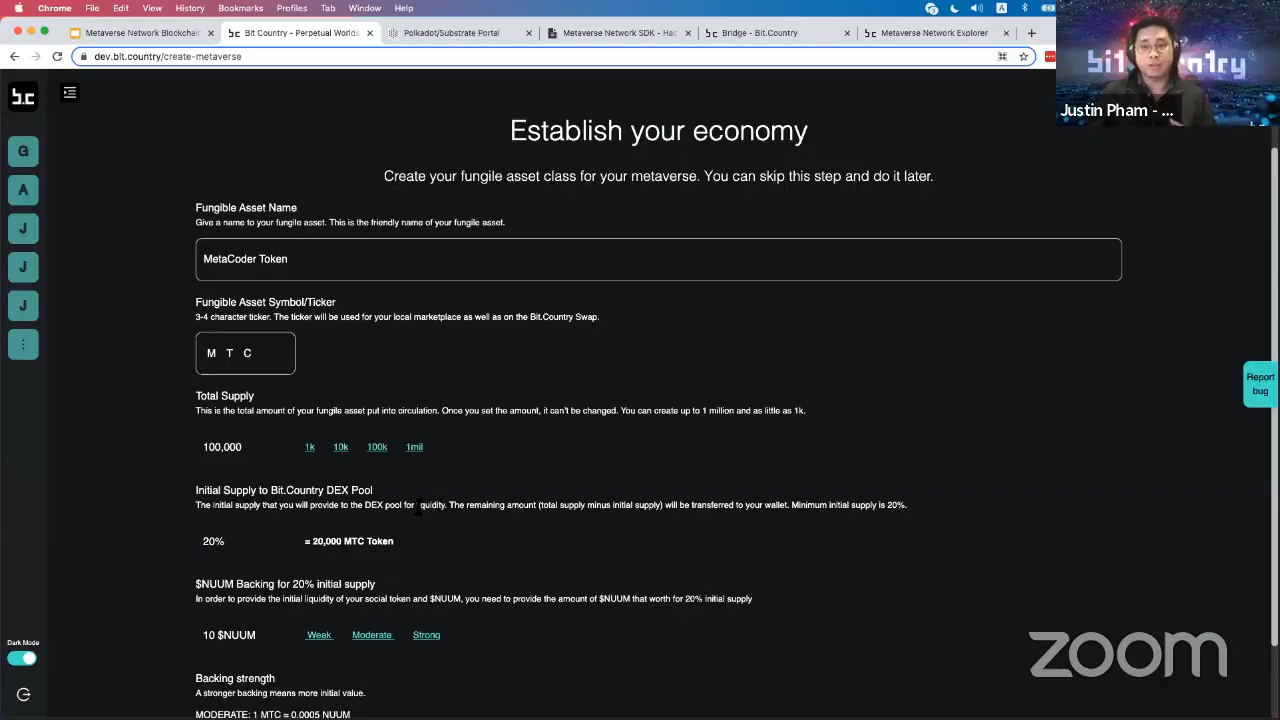 Chrome File Edit View History Bookmarks Profiles Tab Window Help
Metaverse Network Blockchain
Bit Country - Perpetual Worlds
Polkadot/Substrate Portal
Metaverse Network SDK - Hac
Bridge - Bit.Country
Metaverse Network Explorer
dev.bit.country/create-metaverse
b.c
bit country
Justin Pham - ...
Establish your economy
Create your fungile asset class for your metaverse. You can skip this step and do it later.
G
A
J
J
J
Fungible Asset Name
Give a name to your fungile asset. This is the friendly name of your fungile asset.
MetaCoder Token
Fungible Asset Symbol/Ticker
3-4 character ticker. The ticker will be used for your local marketplace as well as on the Bit.Country Swap.
M T C
Total Supply
This is the total amount of your fungile asset put into circulation. Once you set the amount, it can't be changed. You can create up to 1 million and as little as 1k.
100,000 1k 10k 100k 1mil
Report
bug
Initial Supply to Bit.Country DEX Pool
The initial supply that you will provide to the DEX pool for quidity. The remaining amount (total supply minus initial supply) will be transferred to your wallet. Minimum initial supply is 20%.
20% = 20,000 MTC Token
$NUUM Backing for 20% initial supply
In order to provide the initial liquidity of your social token and $NUUM, you need to provide the amount of $NUUM that worth for 20% initial supply
10 $NUUM Weak Moderate Strong
Dark Mode
Backing strength
A stronger backing means more initial value.
MODERATE: 1 MTC ≈ 0.0005 NUUM
zoom